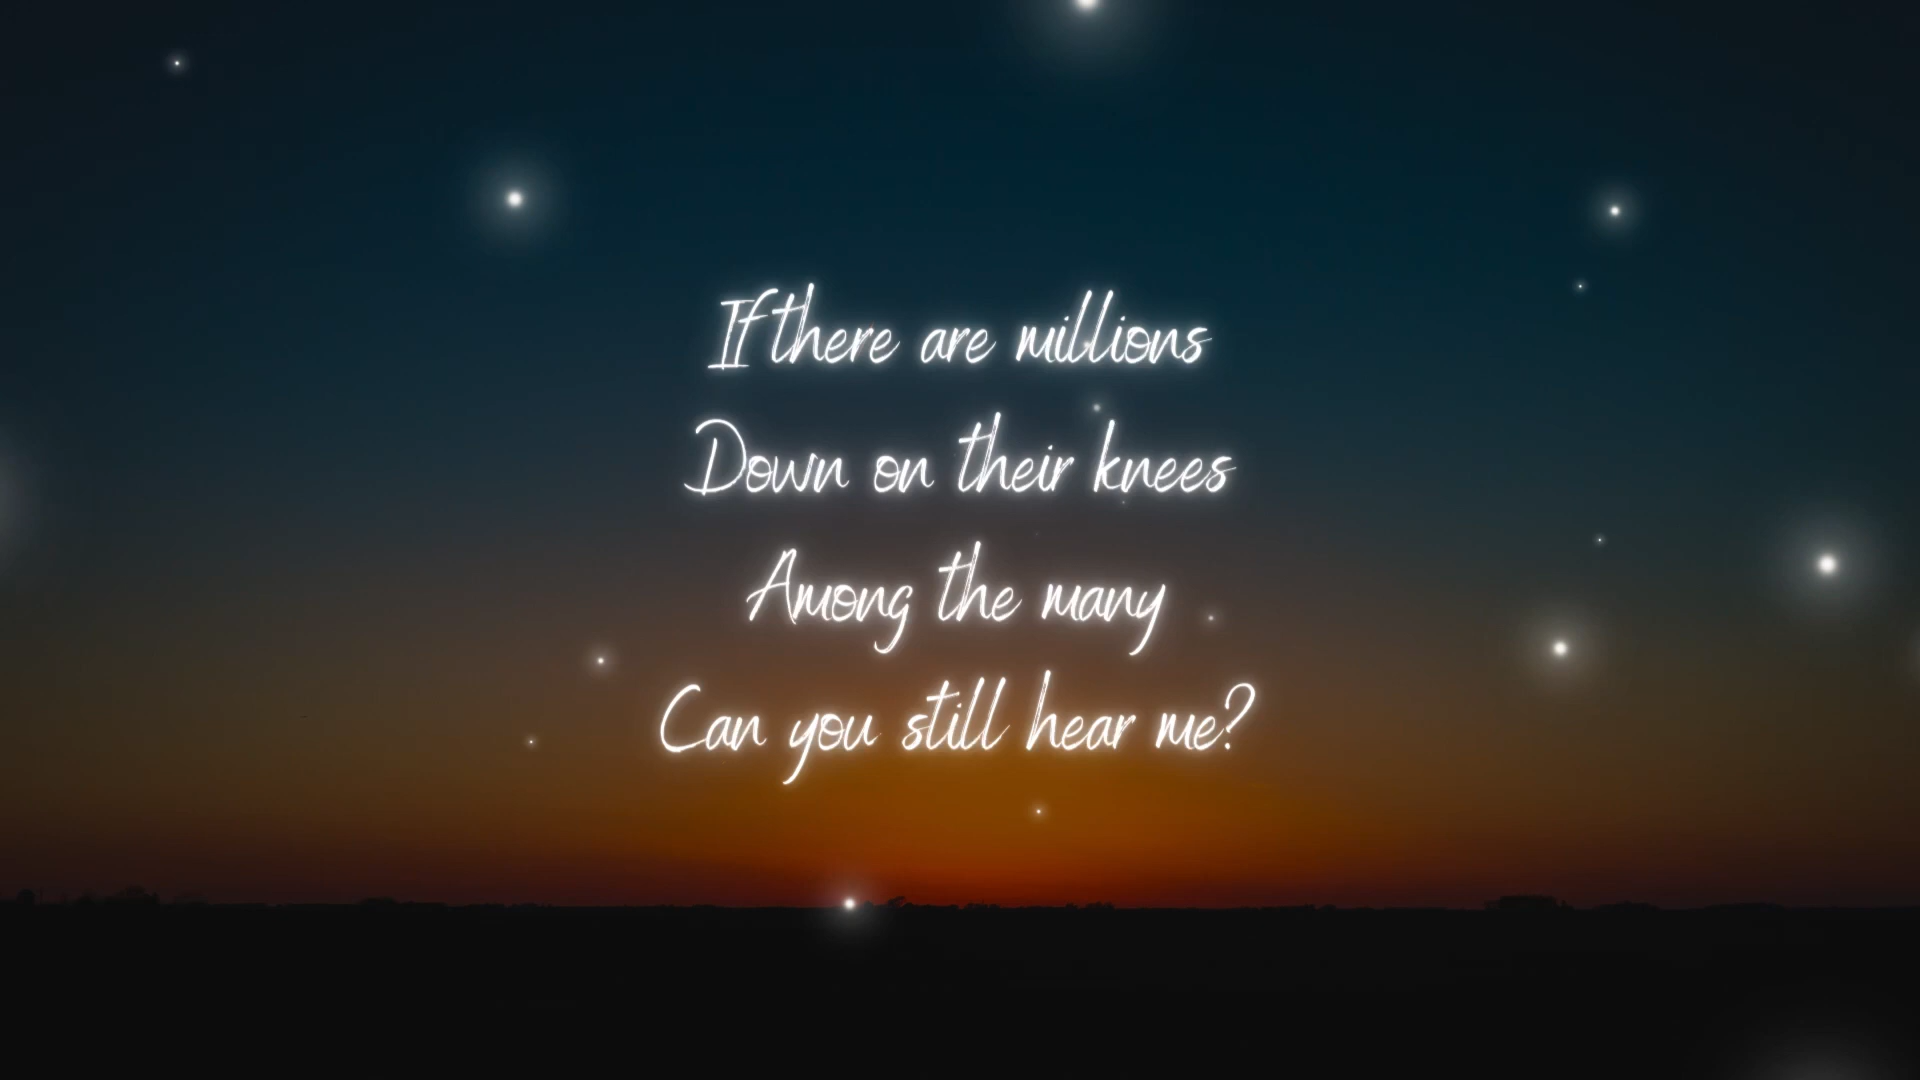 If there are millions
Down on their knees
Among the many
Can you still hear me?